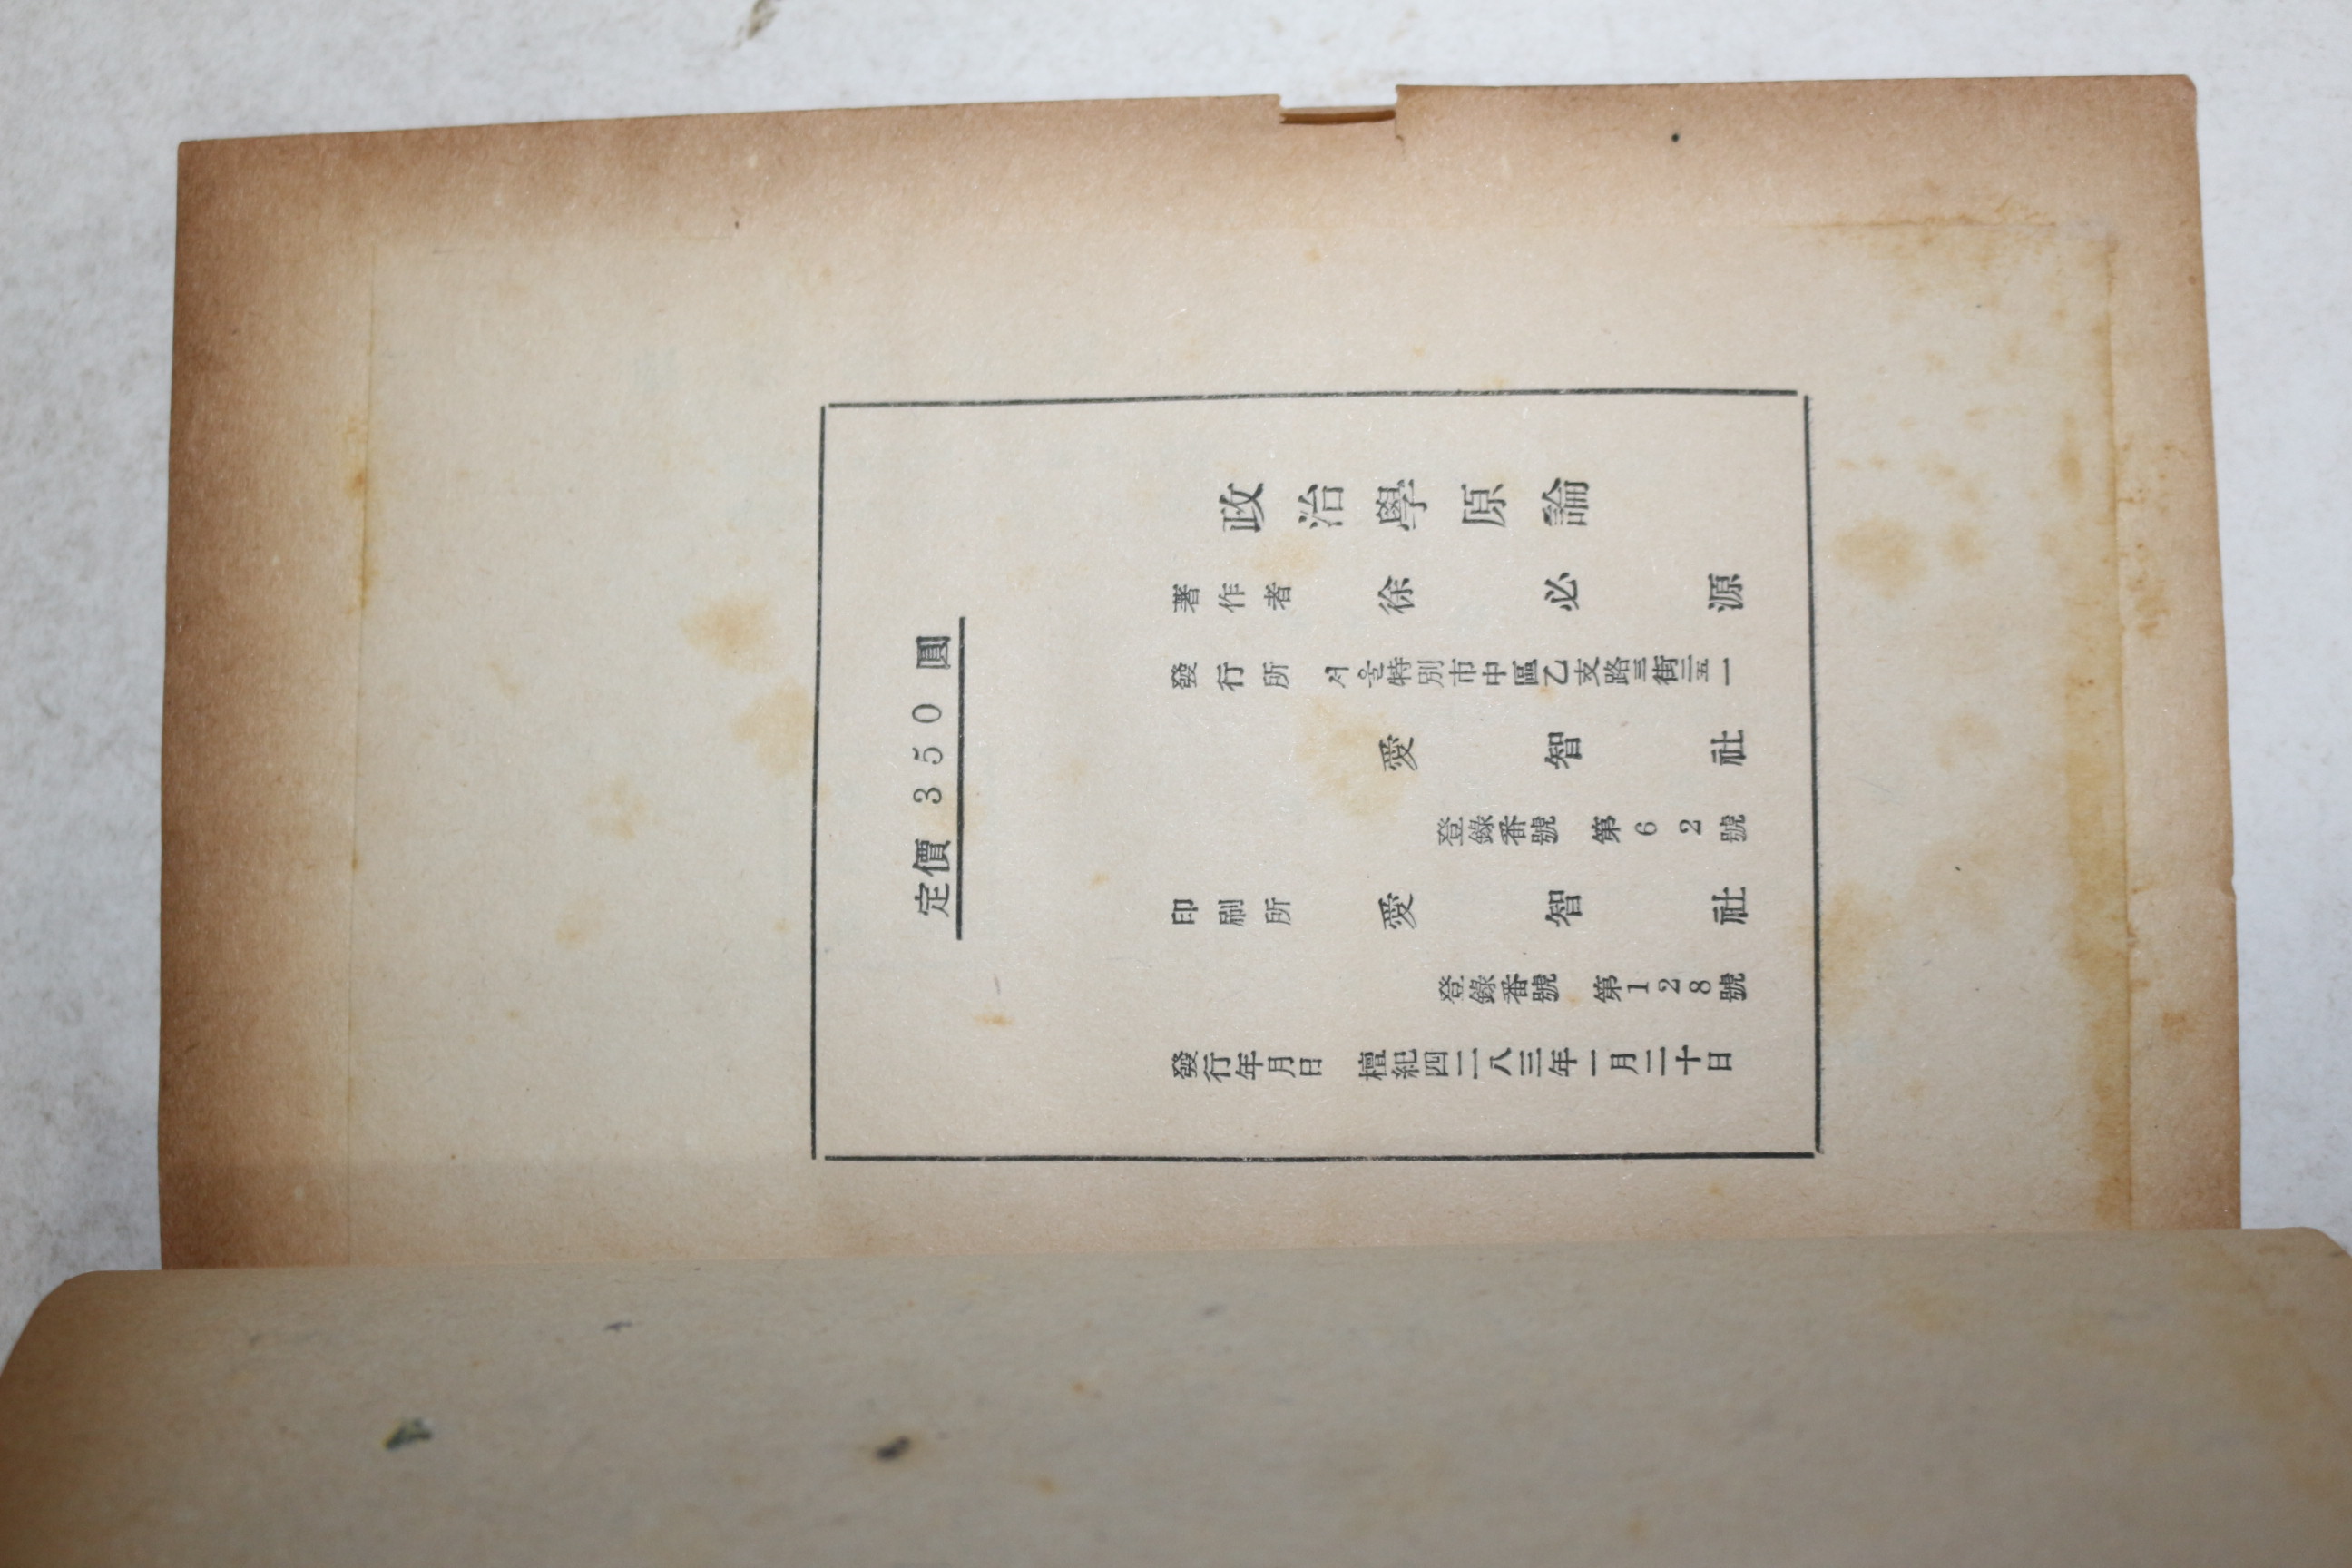 政治學原論
著作者 徐必源
發行所 서울特別市中區乙支路三街三五一
愛智社
登錄番號 第62號
印刷所 愛智社
登錄番號 第128號
發行年月日 檀紀四二八三年一月二十日
定價 350 圓